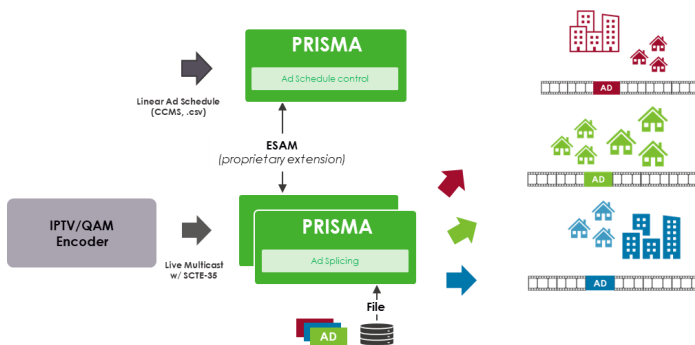 PRISMA
Ad Schedule control
Linear Ad Schedule
(CCMS, .csv)
ESAM
(proprietary extension)
IPTV/QAM
Encoder
Live Multicast
w/ SCTE-35
PRISMA
Ad Splicing
File
AD
AD
AD
AD